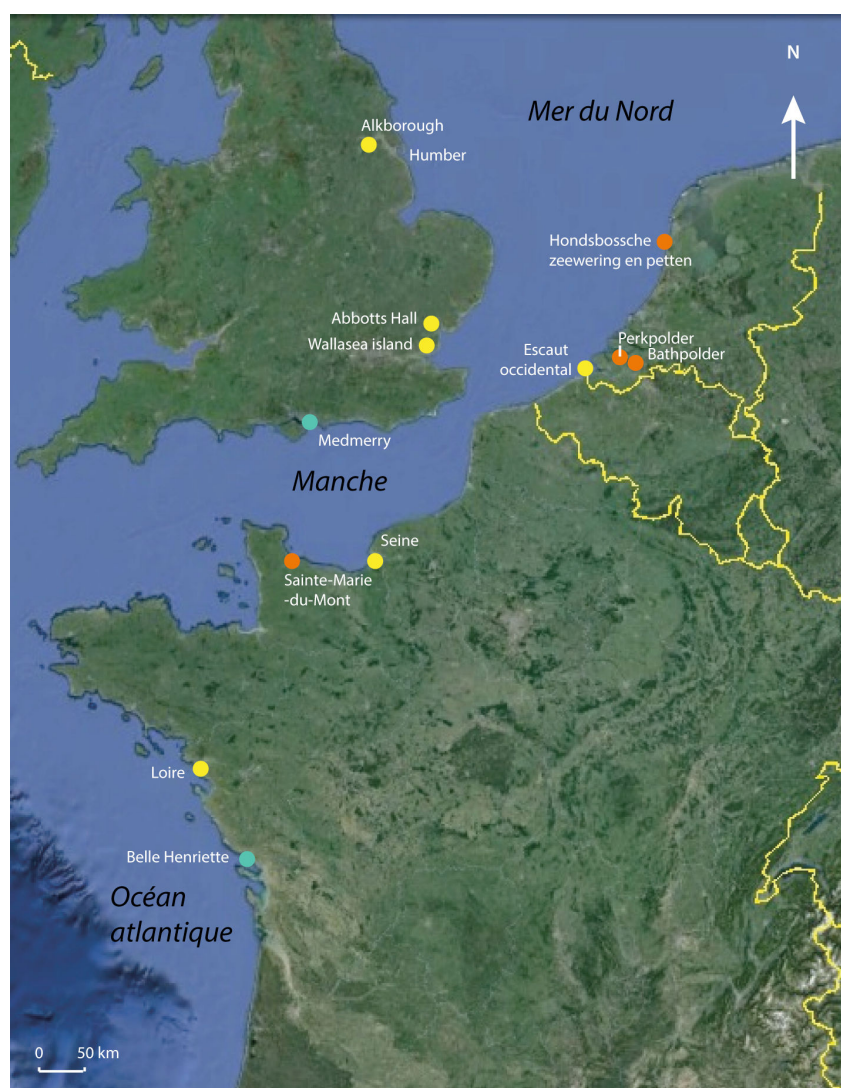 N
Mer du Nord
Alkborough
Humber
Hondsbossche
zeewering en petten
Abbotts Hall
Wallasea island
Perkpolder
Bathpolder
Escaut
occidental
Medmerry
Manche
Seine
Sainte-Marie
-du-Mont
Loire
Belle Henriette
Océan
atlantique
0 50 km